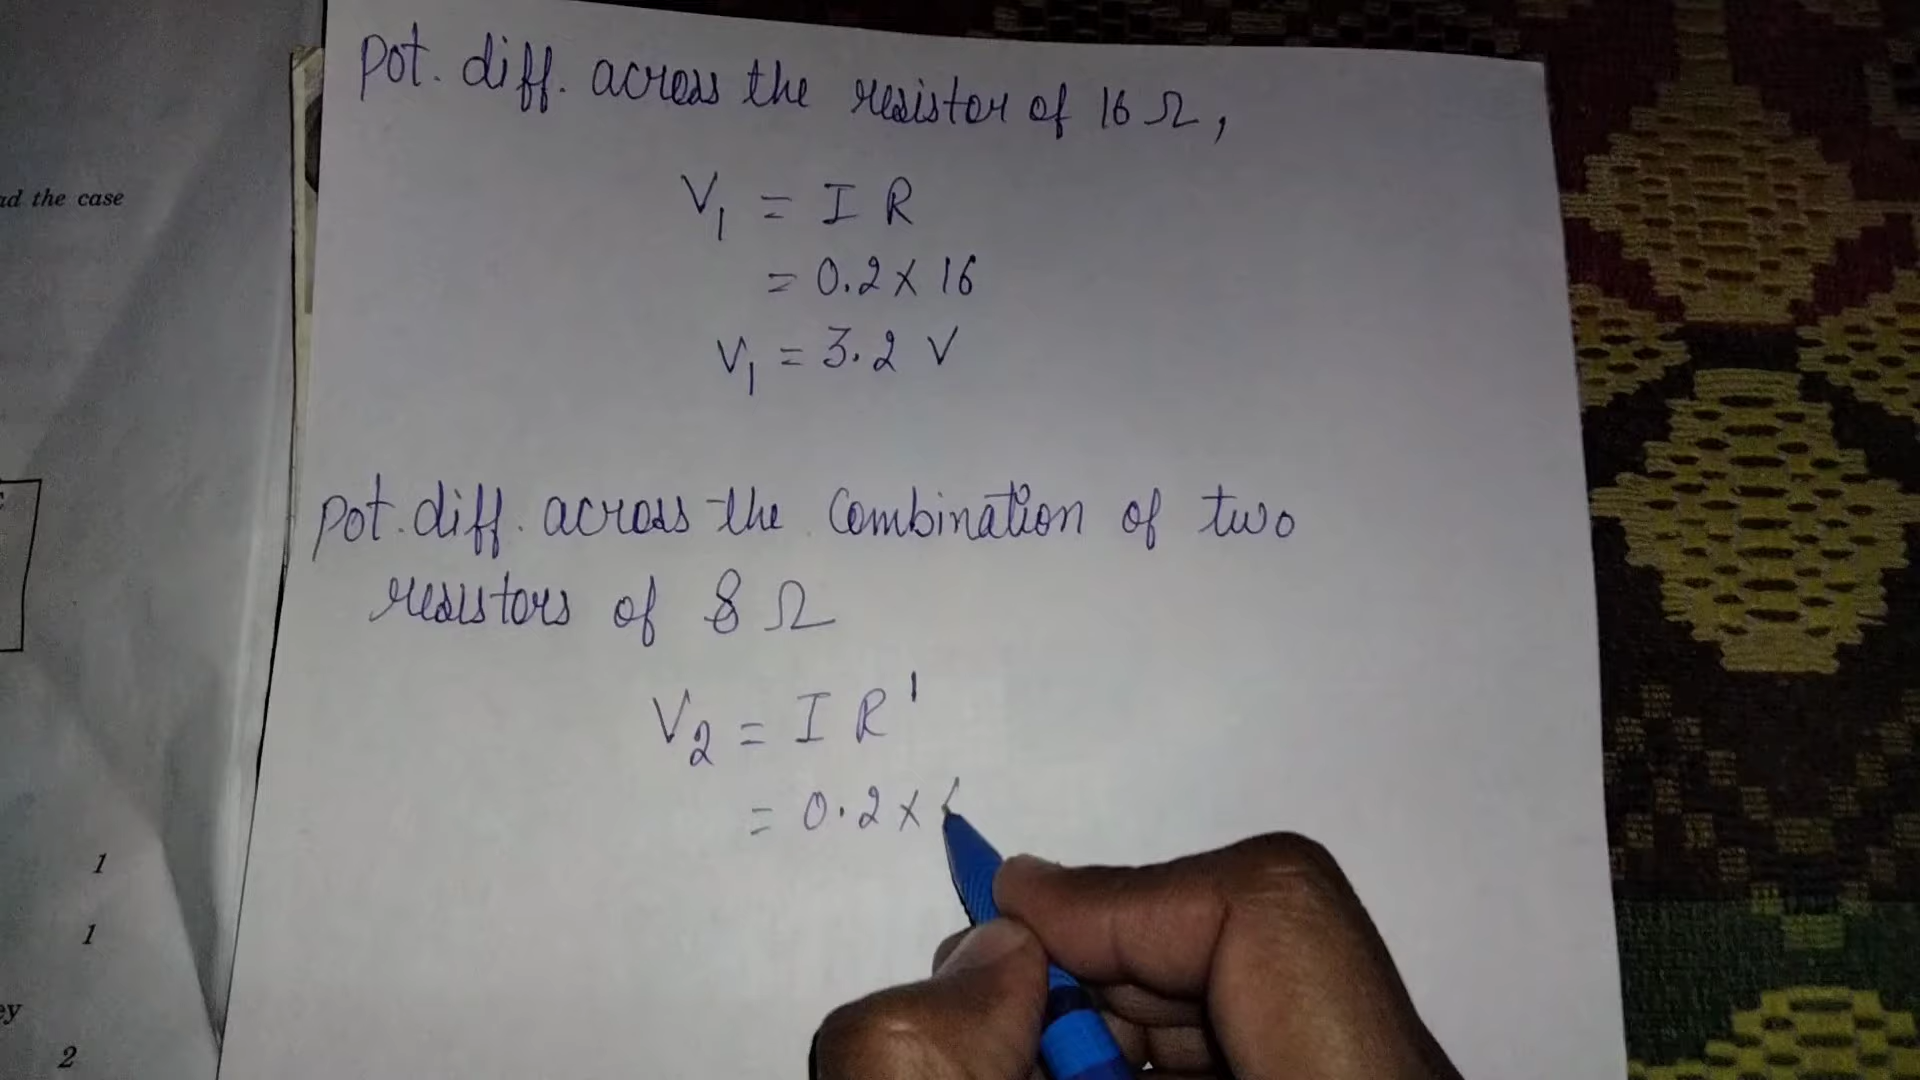 pot. diff. across the resistor of 16 Ω,
V₁ = I R
= 0.2 × 16
V₁ = 3.2 V
pot. diff. across the combination of two
resistors of 8 Ω
V₂ = I R'
= 0.2 ×
the case
1
1
2